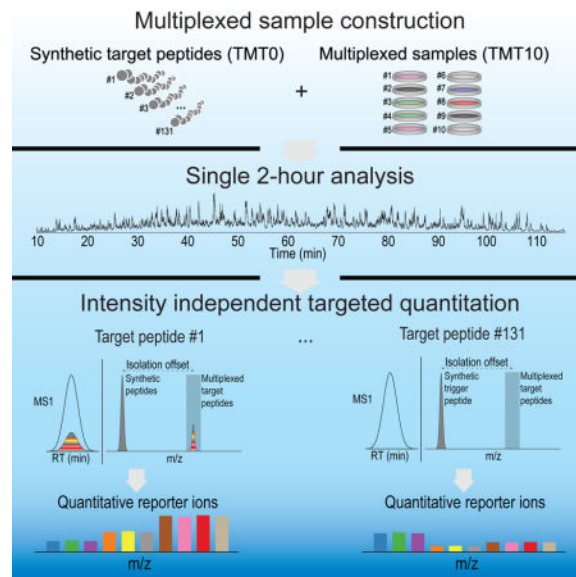 Multiplexed sample construction
Synthetic target peptides (TMT0)
Multiplexed samples (TMT10)
#1
#2
#3
...
#131
+
#1
#2
#3
#4
#5
#6
#7
#8
#9
#10
Single 2-hour analysis
10 20 30 40 50 60 70 80 90 100 110
Time (min)
Intensity independent targeted quantitation
Target peptide #1
...
Target peptide #131
MS1
RT (min)
Isolation offset
Synthetic
peptides
Multiplexed
target
peptides
m/z
MS1
RT (min)
Isolation offset
Synthetic
trigger
peptide
Multiplexed
target
peptides
m/z
Quantitative reporter ions
m/z
Quantitative reporter ions
m/z